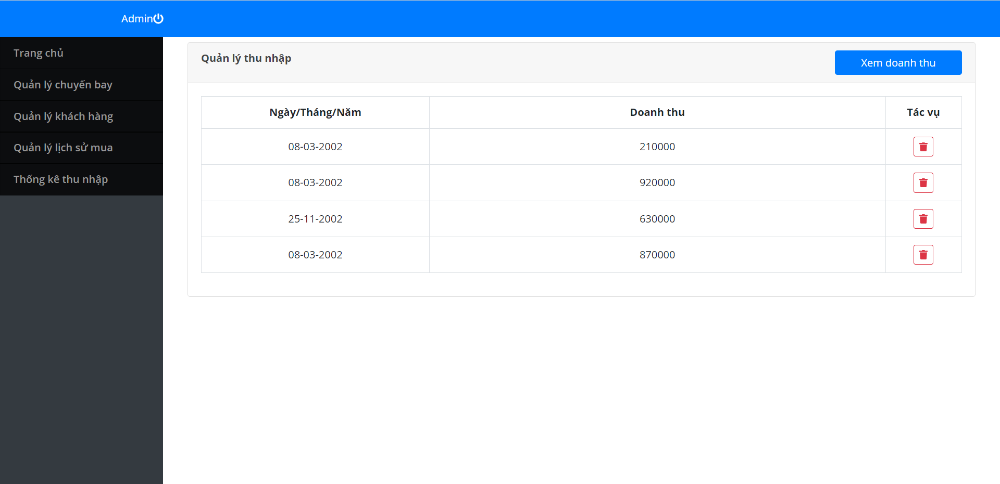 Admin
Trang chủ
Quản lý chuyến bay
Quản lý khách hàng
Quản lý lịch sử mua
Thống kê thu nhập
Quản lý thu nhập
Xem doanh thu
Ngày/Tháng/Năm Doanh thu Tác vụ
08-03-2002 210000
08-03-2002 920000
25-11-2002 630000
08-03-2002 870000